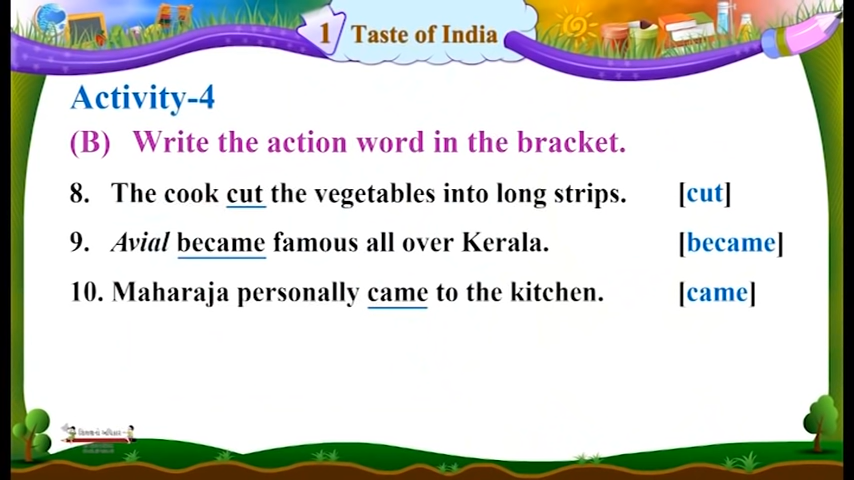 1 Taste of India
Activity-4
(B) Write the action word in the bracket.
8. The cook cut the vegetables into long strips. [cut]
9. Avial became famous all over Kerala. [became]
10. Maharaja personally came to the kitchen. [came]